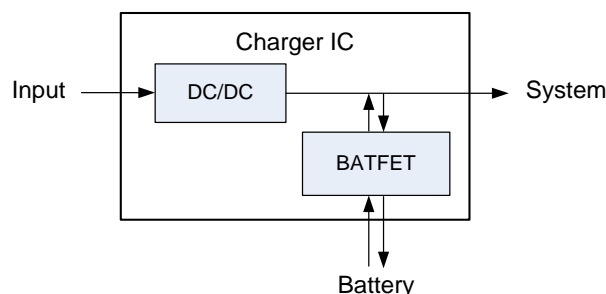 Charger IC
Input
DC/DC
System
BATFET
Battery